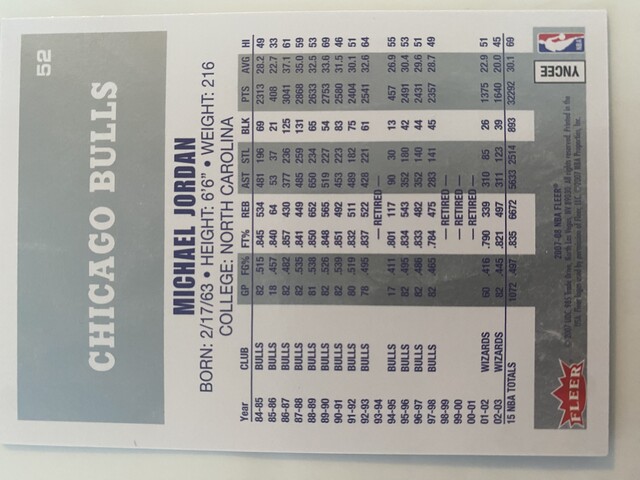 52
CHICAGO BULLS
MICHAEL JORDAN
BORN: 2/17/63 • HEIGHT: 6'6" • WEIGHT: 216
COLLEGE: NORTH CAROLINA
Year CLUB GP FG% FT% REB AST STL BLK PTS AVG HI
84-85 BULLS 82 .515 .845 534 481 196 69 2313 28.2 49
85-86 BULLS 18 .457 .840 64 53 37 21 408 22.7 33
86-87 BULLS 82 .482 .857 430 377 236 125 3041 37.1 61
87-88 BULLS 82 .535 .841 449 485 259 131 2868 35.0 59
88-89 BULLS 81 .538 .850 652 650 234 65 2633 32.5 53
89-90 BULLS 82 .526 .848 565 519 227 54 2753 33.6 69
90-91 BULLS 82 .539 .851 492 453 223 83 2580 31.5 46
91-92 BULLS 80 .519 .832 511 489 182 75 2404 30.1 51
92-93 BULLS 78 .495 .837 522 428 221 61 2541 32.6 64
93-94 —RETIRED—
94-95 BULLS 17 .411 .801 117 90 30 13 457 26.9 55
95-96 BULLS 82 .495 .834 543 352 180 42 2491 30.4 53
96-97 BULLS 82 .486 .833 482 352 140 44 2431 29.6 51
97-98 BULLS 82 .465 .784 475 283 141 45 2357 28.7 49
98-99 —RETIRED—
99-00 —RETIRED—
00-01 —RETIRED—
01-02 WIZARDS 60 .416 .790 339 310 85 26 1375 22.9 51
02-03 WIZARDS 82 .445 .821 497 311 123 39 1640 20.0 45
15 NBA TOTALS 1072 .497 .835 6672 5633 2514 893 32292 30.1 69
FLEER
2007-08 NBA FLEER®
YNCEE
NBA